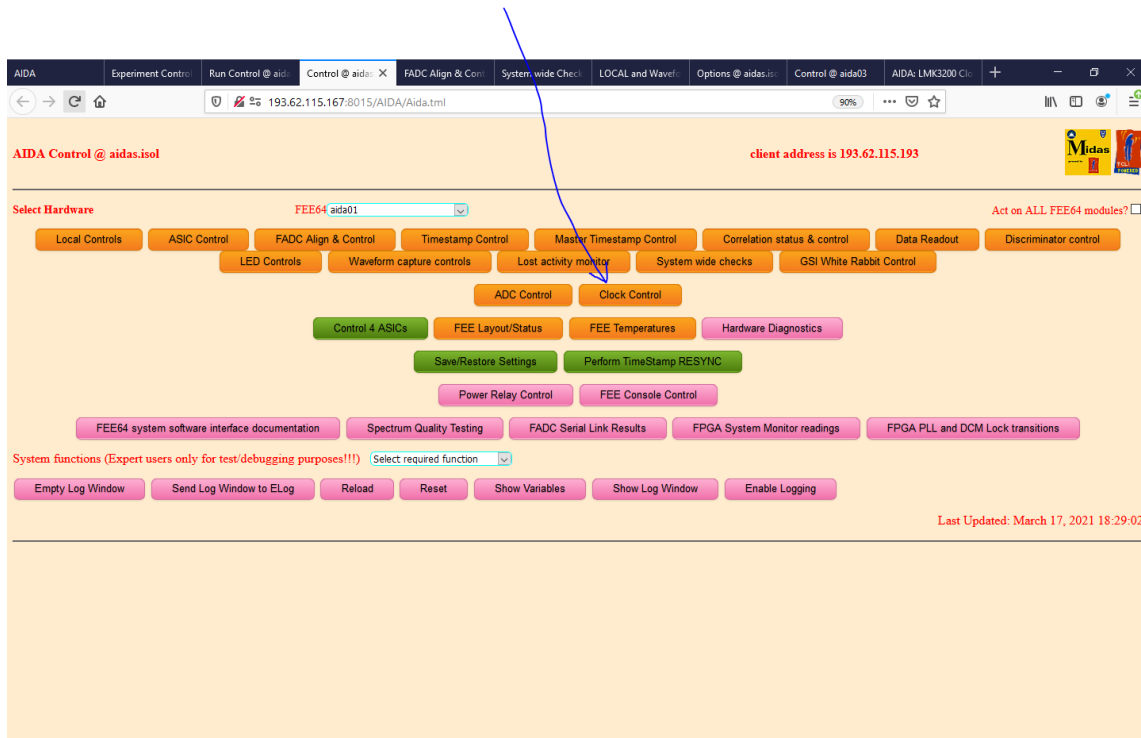 AIDA Experiment Control Run Control @ aida Control @ aidas FADC Align & Cont System wide Check LOCAL and Wavefo Options @ aidas.iso Control @ aida03 AIDA: LMK3200 Clo
193.62.115.167:8015/AIDA/Aida.tml 90%
AIDA Control @ aidas.isol client address is 193.62.115.193 Midas
TCL POWERED
Select Hardware FEE64 aida01 Act on ALL FEE64 modules?
Local Controls ASIC Control FADC Align & Control Timestamp Control Master Timestamp Control Correlation status & control Data Readout Discriminator control
LED Controls Waveform capture controls Lost activity monitor System wide checks GSI White Rabbit Control
ADC Control Clock Control
Control 4 ASICs FEE Layout/Status FEE Temperatures Hardware Diagnostics
Save/Restore Settings Perform TimeStamp RESYNC
Power Relay Control FEE Console Control
FEE64 system software interface documentation Spectrum Quality Testing FADC Serial Link Results FPGA System Monitor readings FPGA PLL and DCM Lock transitions
System functions (Expert users only for test/debugging purposes!!!) Select required function
Empty Log Window Send Log Window to ELog Reload Reset Show Variables Show Log Window Enable Logging
Last Updated: March 17, 2021 18:29:02